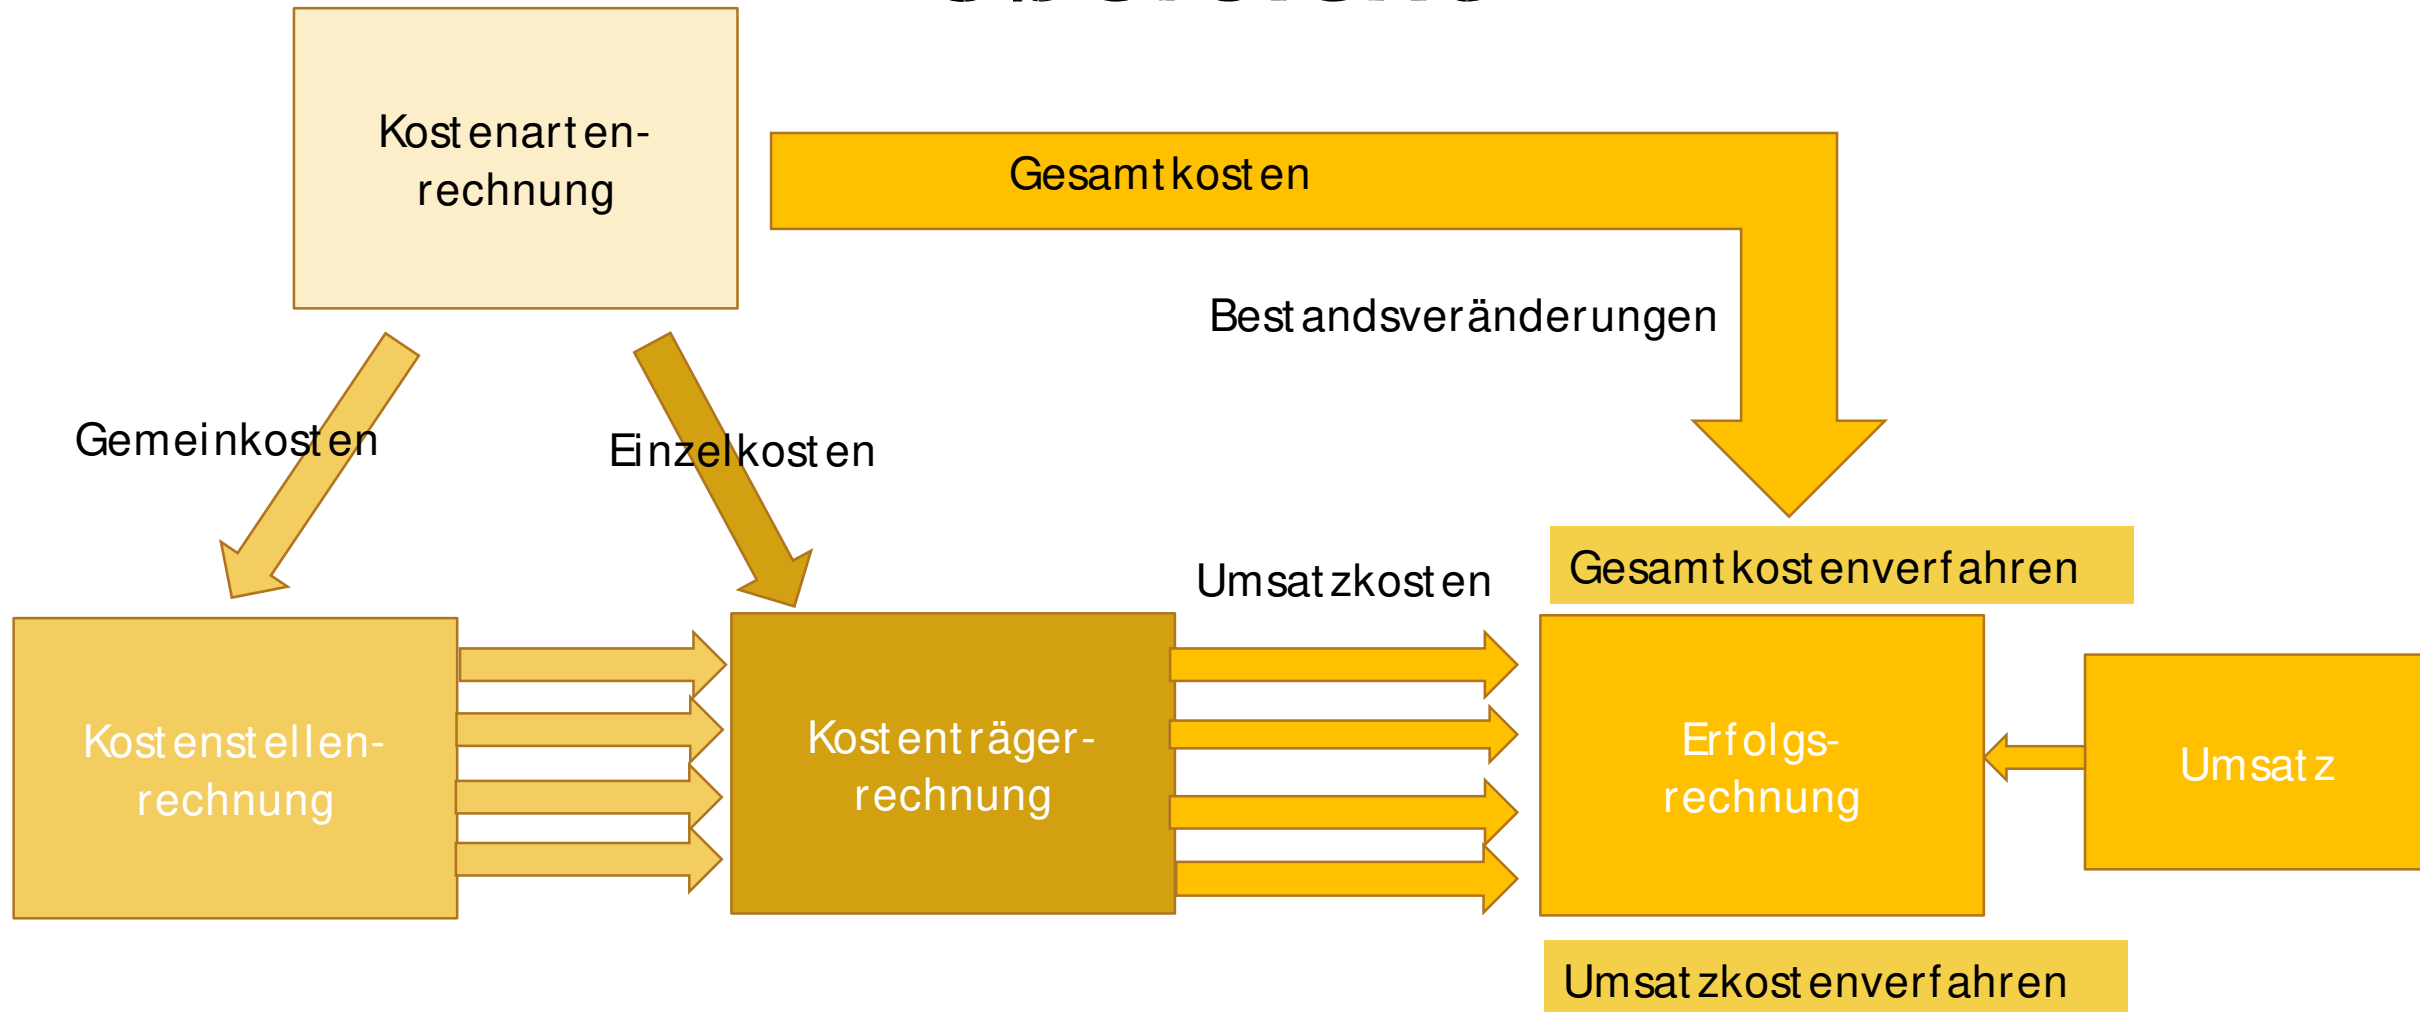 Kostenarten-
rechnung
Gesamtkosten
Bestandsveränderungen
Gemeinkosten
Einzelkosten
Umsatzkosten
Gesamtkostenverfahren
Kostenstellen-
rechnung
Kostenträger-
rechnung
Erfolgs-
rechnung
Umsatz
Umsatzkostenverfahren